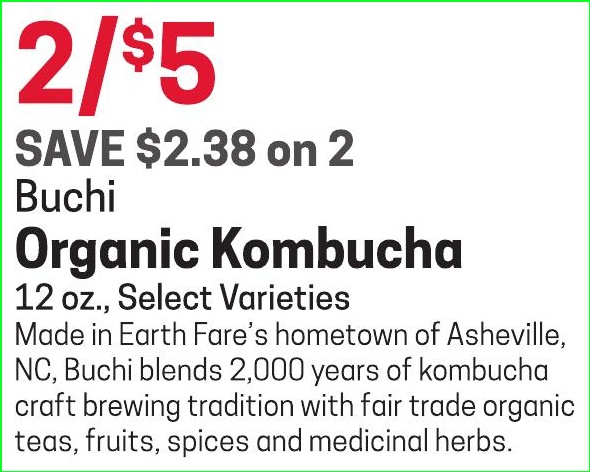 2/$5
SAVE $2.38 on 2
Buchi
Organic Kombucha
12 oz., Select Varieties
Made in Earth Fare's hometown of Asheville,
NC, Buchi blends 2,000 years of kombucha
craft brewing tradition with fair trade organic
teas, fruits, spices and medicinal herbs.